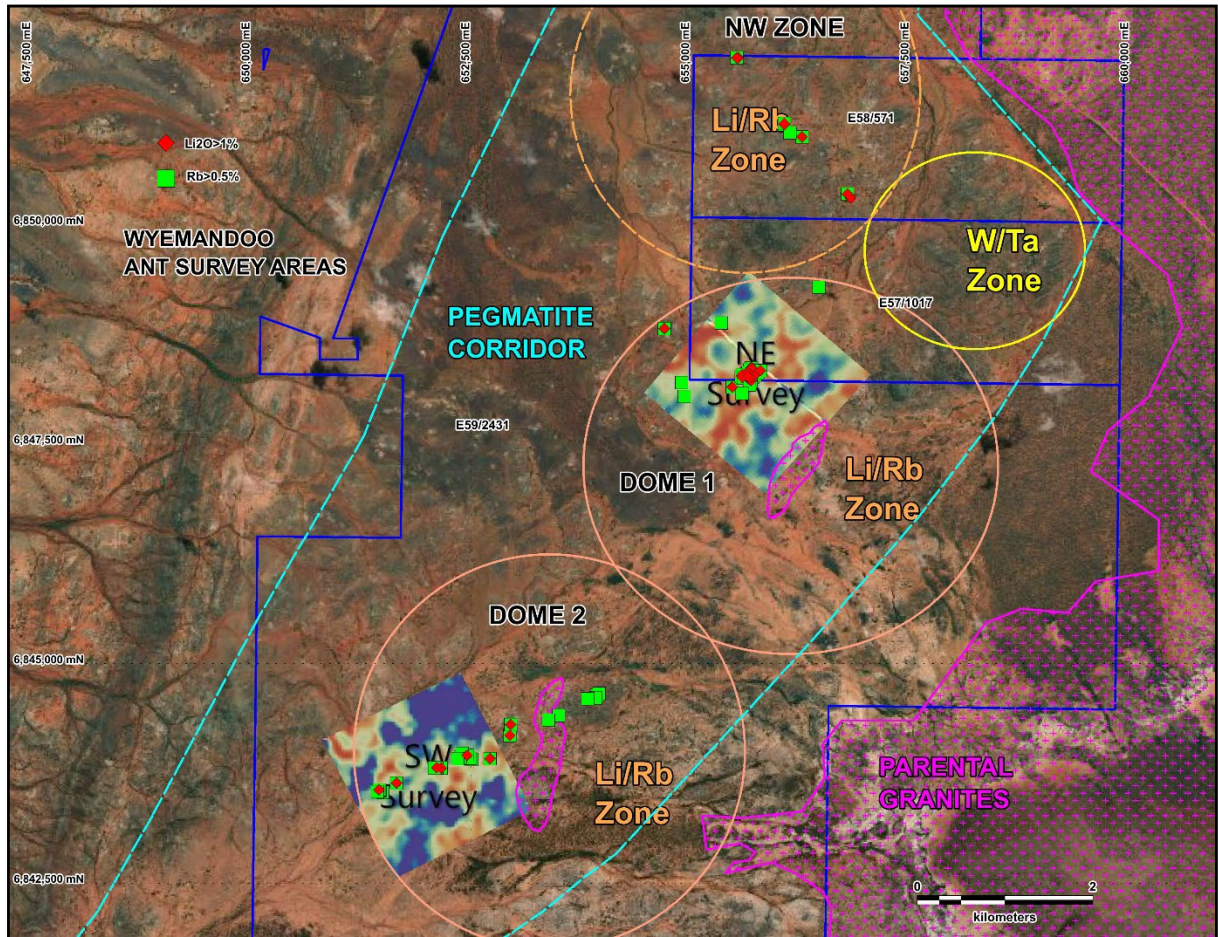 647,500 mE
650,000 mE
652,500 mE
655,000 mE
657,500 mE
660,000 mE
NW ZONE
Li/Rb
Zone
E58/571
Li2O>1%
Rb>0.5%
6,850,000 mN
WYEMANDOO
ANT SURVEY AREAS
W/Ta
Zone
E57/1017
PEGMATITE
CORRIDOR
NE
Survey
6,847,500 mN
E59/2431
DOME 1
Li/Rb
Zone
DOME 2
6,845,000 mN
SW
Survey
Li/Rb
Zone
PARENTAL
GRANITES
6,842,500 mN
0
2
kilometers